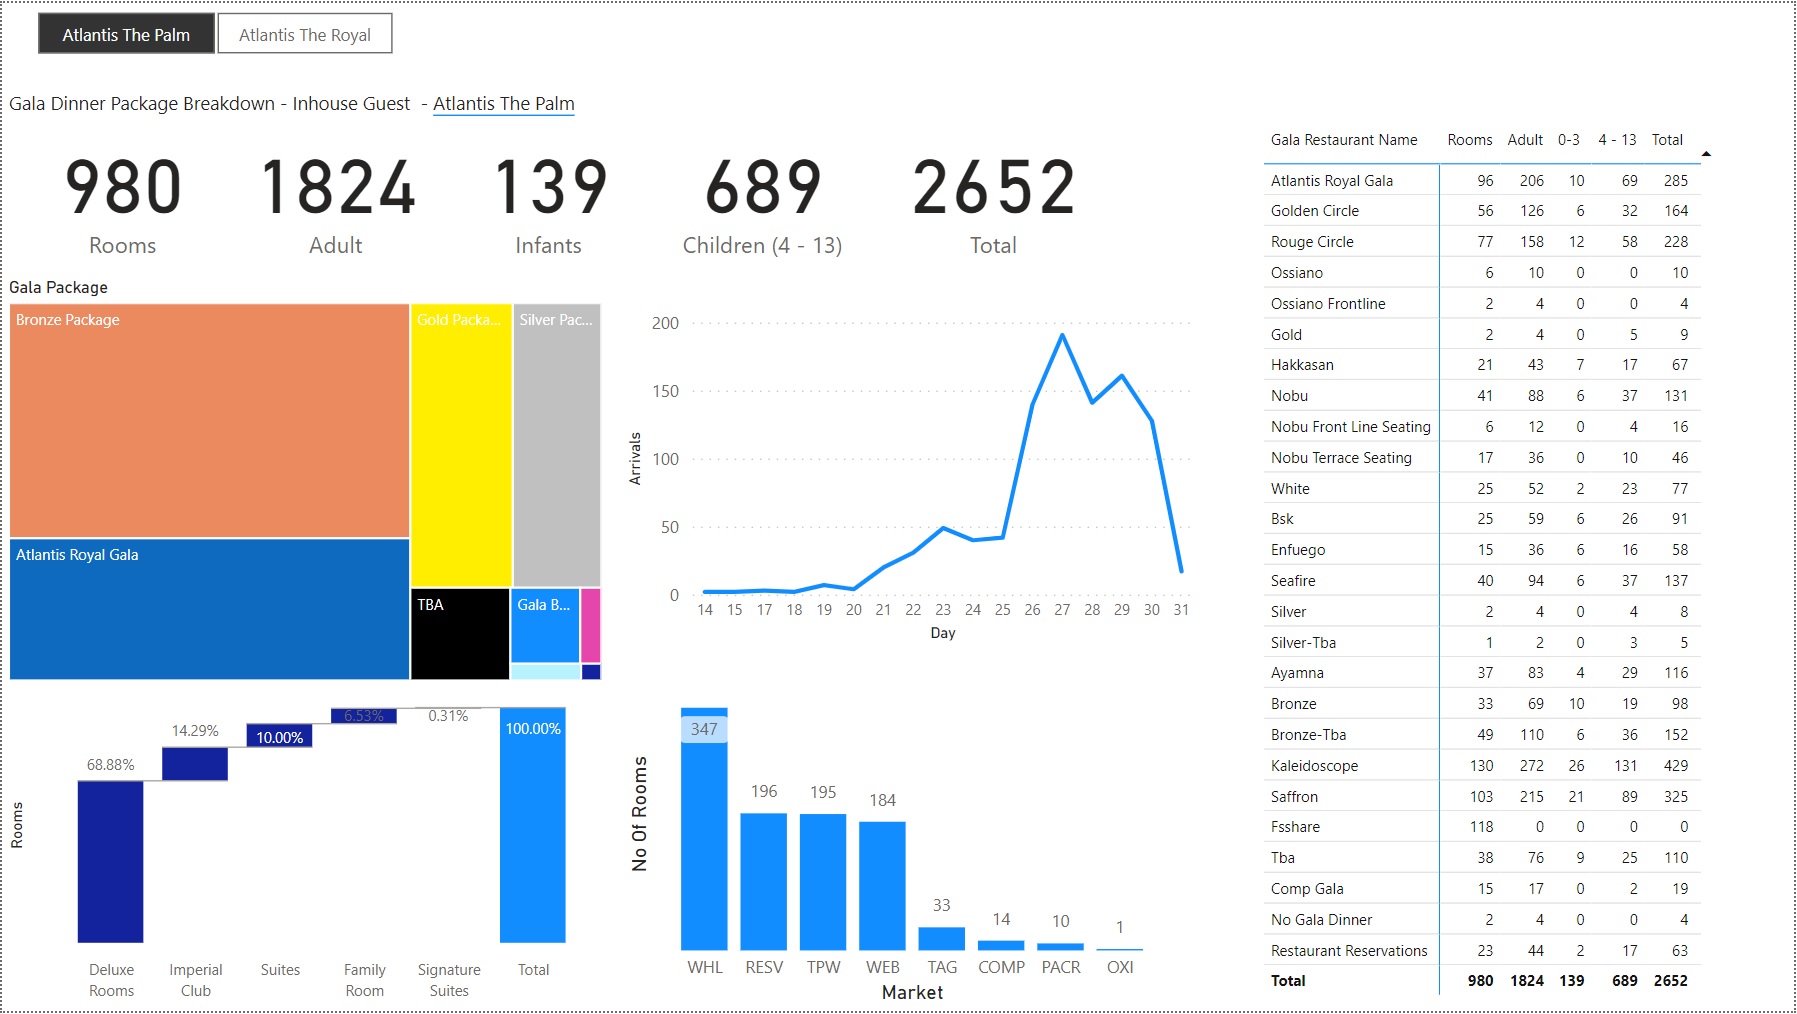 Atlantis The Palm
Atlantis The Royal
Gala Dinner Package Breakdown - Inhouse Guest - Atlantis The Palm
980 1824 139 689 2652
Rooms Adult Infants Children (4 - 13) Total
Gala Package
Bronze Package
Gold Packa...
Silver Pac...
Atlantis Royal Gala
TBA
Gala B...
Arrivals
200
150
100
50
0
14 15 17 18 19 20 21 22 23 24 25 26 27 28 29 30 31
Day
Rooms
68.88%
14.29%
10.00%
6.53%
0.31%
100.00%
Deluxe Rooms
Imperial Club
Suites
Family Room
Signature Suites
Total
No Of Rooms
347
196
195
184
33
14
10
1
WHL RESV TPW WEB TAG COMP PACR OXI
Market
Gala Restaurant Name Rooms Adult 0-3 4 - 13 Total
Atlantis Royal Gala 96 206 10 69 285
Golden Circle 56 126 6 32 164
Rouge Circle 77 158 12 58 228
Ossiano 6 10 0 0 10
Ossiano Frontline 2 4 0 0 4
Gold 2 4 0 5 9
Hakkasan 21 43 7 17 67
Nobu 41 88 6 37 131
Nobu Front Line Seating 6 12 0 4 16
Nobu Terrace Seating 17 36 0 10 46
White 25 52 2 23 77
Bsk 25 59 6 26 91
Enfuego 15 36 6 16 58
Seafire 40 94 6 37 137
Silver 2 4 0 4 8
Silver-Tba 1 2 0 3 5
Ayamna 37 83 4 29 116
Bronze 33 69 10 19 98
Bronze-Tba 49 110 6 36 152
Kaleidoscope 130 272 26 131 429
Saffron 103 215 21 89 325
Fsshare 118 0 0 0 0
Tba 38 76 9 25 110
Comp Gala 15 17 0 2 19
No Gala Dinner 2 4 0 0 4
Restaurant Reservations 23 44 2 17 63
Total 980 1824 139 689 2652